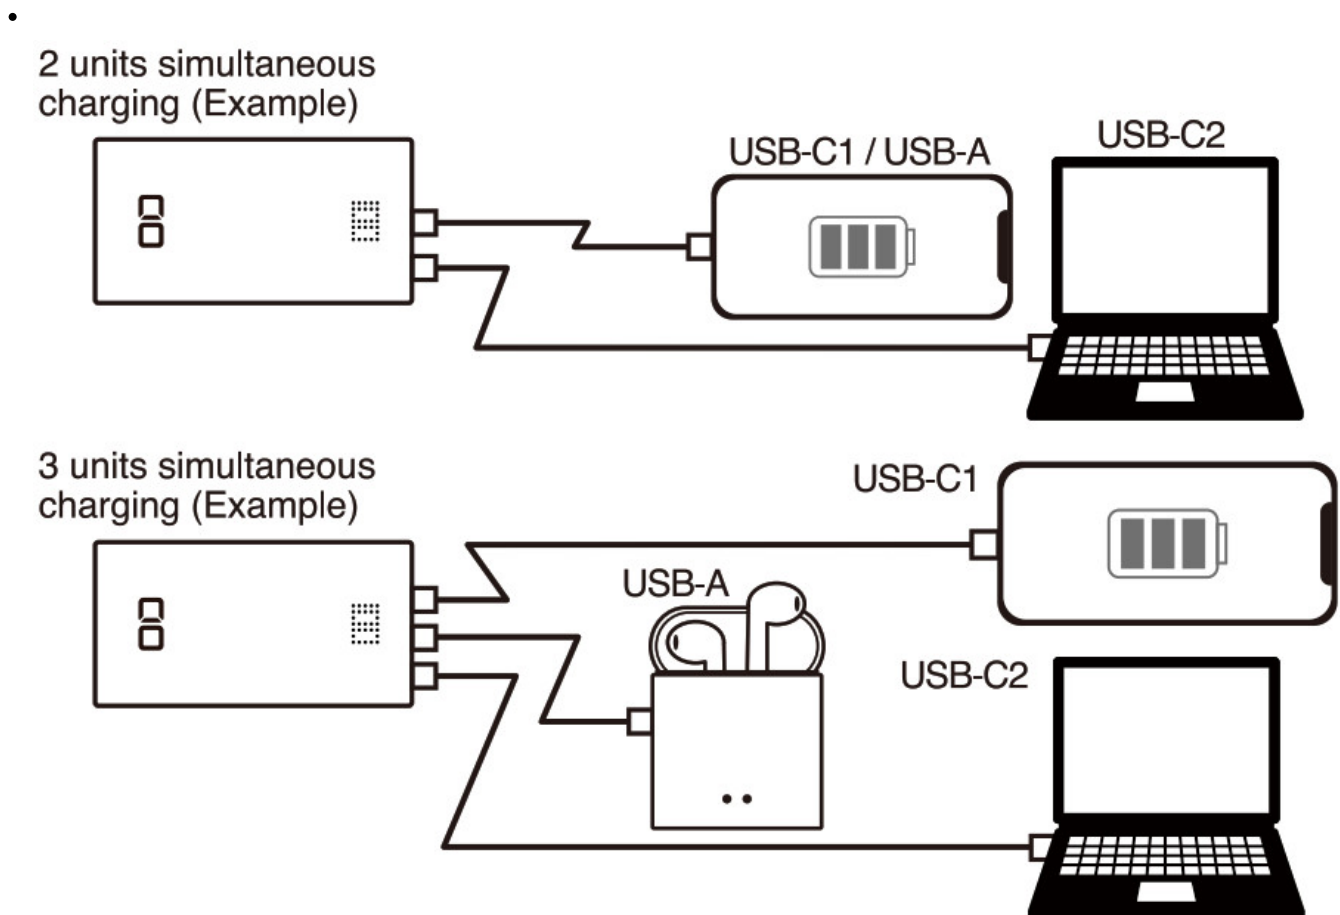 2 units simultaneous
charging (Example)
USB-C1 / USB-A
USB-C2
3 units simultaneous
charging (Example)
USB-C1
USB-A
USB-C2